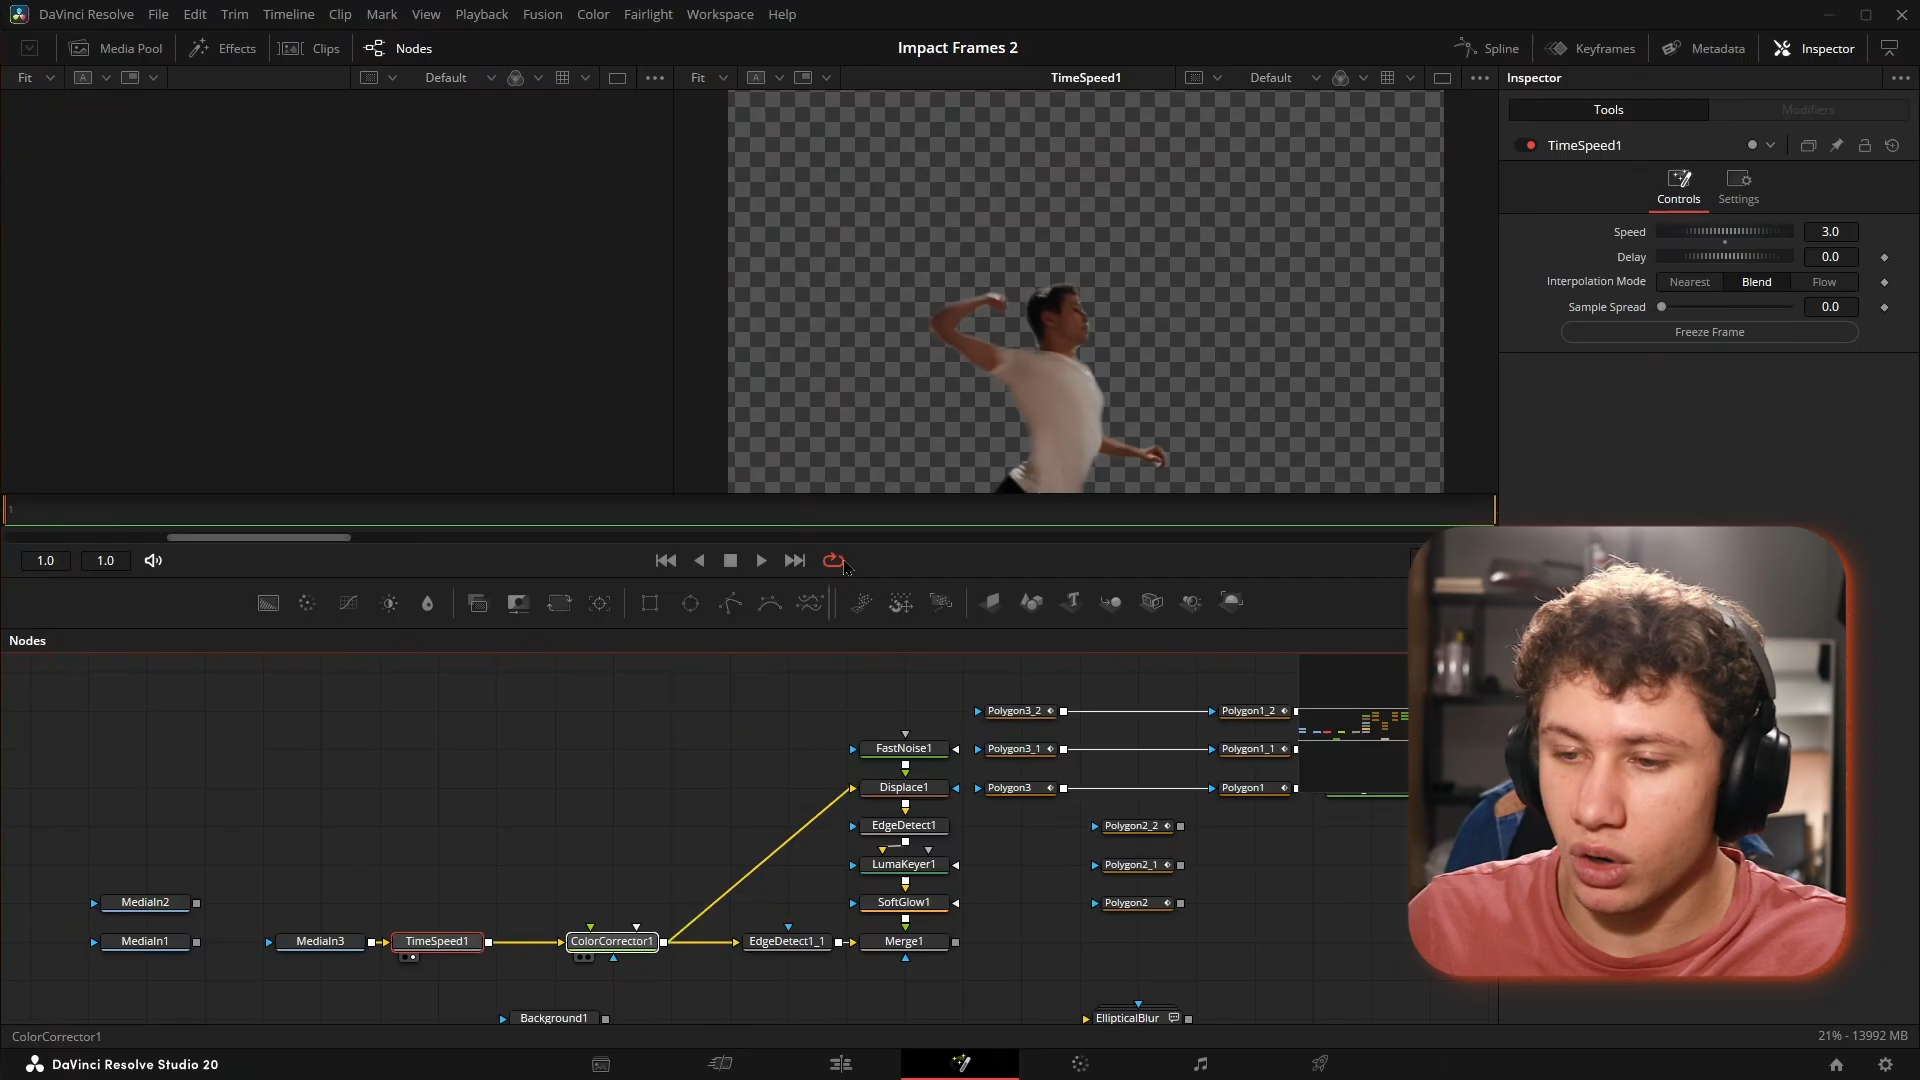 DaVinci Resolve File Edit Trim Timeline Clip Mark View Playback Fusion Color Fairlight Workspace Help
Media Pool Effects Clips Nodes Impact Frames 2 Spline Keyframes Metadata Inspector
Fit A Default Fit A TimeSpeed1 Default Inspector
Tools Modifiers
TimeSpeed1
Controls Settings
Speed 3.0
Delay 0.0
Interpolation Mode Nearest Blend Flow
Sample Spread 0.0
Freeze Frame
1
1.0 1.0
Nodes
Polygon3_2 Polygon1_2
FastNoise1 Polygon3_1 Polygon1_1
Displace1 Polygon3 Polygon1
EdgeDetect1 Polygon2_2
LumaKeyer1 Polygon2_1
MediaIn2 SoftGlow1 Polygon2
MediaIn1 MediaIn3 TimeSpeed1 ColorCorrector1 EdgeDetect1_1 Merge1
Background1 EllipticalBlur
ColorCorrector1 21% - 13992 MB
DaVinci Resolve Studio 20